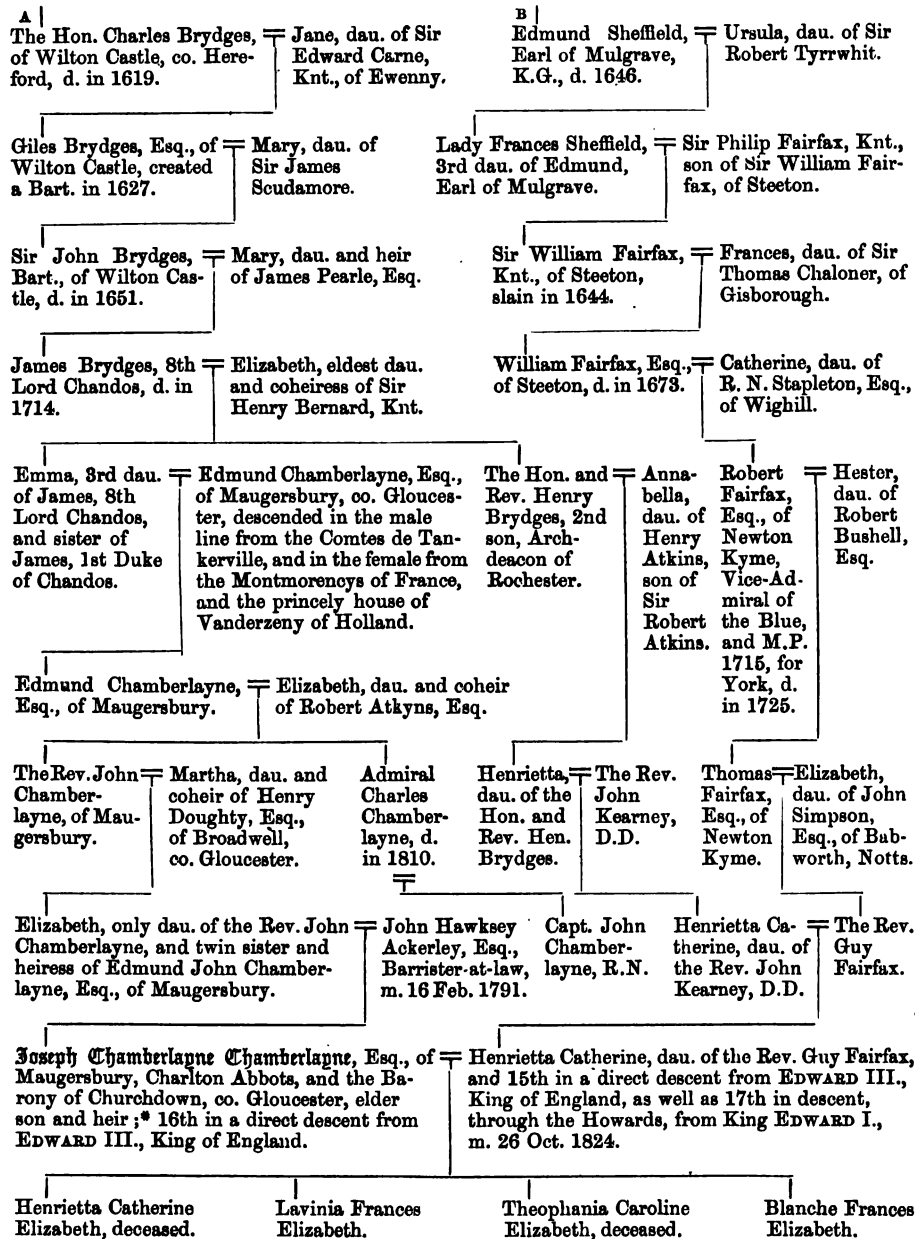 A
The Hon. Charles Brydges,
of Wilton Castle, co. Here-
ford, d. in 1619.
Jane, dau. of Sir
Edward Carne,
Knt., of Ewenny.
B
Edmund Sheffield,
Earl of Mulgrave,
K.G., d. 1646.
Ursula, dau. of Sir
Robert Tyrrwhit.
Giles Brydges, Esq., of
Wilton Castle, created
a Bart. in 1627.
Mary, dau. of
Sir James
Scudamore.
Lady Frances Sheffield,
3rd dau. of Edmund,
Earl of Mulgrave.
Sir Philip Fairfax, Knt.,
son of Sir William Fair-
fax, of Steeton.
Sir John Brydges,
Bart., of Wilton Cas-
tle, d. in 1651.
Mary, dau. and heir
of James Pearle, Esq.
Sir William Fairfax,
Knt., of Steeton,
slain in 1644.
Frances, dau. of Sir
Thomas Chaloner, of
Gisborough.
James Brydges, 8th
Lord Chandos, d. in
1714.
Elizabeth, eldest dau.
and coheiress of Sir
Henry Bernard, Knt.
William Fairfax, Esq.,
of Steeton, d. in 1673.
Catherine, dau. of
R. N. Stapleton, Esq.,
of Wighill.
Emma, 3rd dau.
of James, 8th
Lord Chandos,
and sister of
James, 1st Duke
of Chandos.
Edmund Chamberlayne, Esq.,
of Maugersbury, co. Glouces-
ter, descended in the male
line from the Comtes de Tan-
kerville, and in the female from
the Montmorencys of France,
and the princely house of
Vanderzeny of Holland.
The Hon. and
Rev. Henry
Brydges, 2nd
son, Arch-
deacon of
Rochester.
Anna-
bella,
dau. of
Henry
Atkins,
son of
Sir
Robert
Atkins.
Robert
Fairfax,
Esq., of
Newton
Kyme,
Vice-Ad-
miral of
the Blue,
and M.P.
1715, for
York, d.
in 1725.
Hester,
dau. of
Robert
Bushell,
Esq.
Edmund Chamberlayne,
Esq., of Maugersbury.
Elizabeth, dau. and coheir
of Robert Atkyns, Esq.
The Rev. John
Chamber-
layne, of Mau-
gersbury.
Martha, dau. and
coheir of Henry
Doughty, Esq.,
of Broadwell,
co. Gloucester.
Admiral
Charles
Chamber-
layne, d.
in 1810.
Henrietta,
dau. of the
Hon. and
Rev. Hen.
Brydges.
The Rev.
John
Kearney,
D.D.
Thomas
Fairfax,
Esq., of
Newton
Kyme.
Elizabeth,
dau. of John
Simpson,
Esq., of Bab-
worth, Notts.
Elizabeth, only dau. of the Rev. John
Chamberlayne, and twin sister and
heiress of Edmund John Chamber-
layne, Esq., of Maugersbury.
John Hawksey
Ackerley, Esq.,
Barrister-at-law,
m. 16 Feb. 1791.
Capt. John
Chamber-
layne, R.N.
Henrietta Ca-
therine, dau. of
the Rev. John
Kearney, D.D.
The Rev.
Guy
Fairfax.
Joseph Chamberlayne Chamberlayne, Esq., of
Maugersbury, Charlton Abbots, and the Ba-
rony of Churchdown, co. Gloucester, elder
son and heir;* 16th in a direct descent from
EDWARD III., King of England.
Henrietta Catherine, dau. of the Rev. Guy Fairfax,
and 15th in a direct descent from EDWARD III.,
King of England, as well as 17th in descent,
through the Howards, from King EDWARD I.,
m. 26 Oct. 1824.
Henrietta Catherine
Elizabeth, deceased.
Lavinia Frances
Elizabeth.
Theophania Caroline
Elizabeth, deceased.
Blanche Frances
Elizabeth.